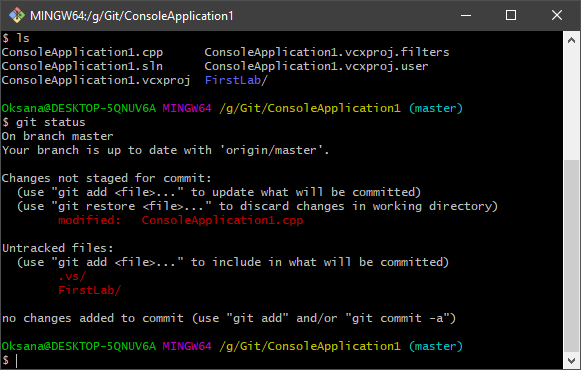 MINGW64:/g/Git/ConsoleApplication1
$ ls
ConsoleApplication1.cpp      ConsoleApplication1.vcxproj.filters
ConsoleApplication1.sln      ConsoleApplication1.vcxproj.user
ConsoleApplication1.vcxproj  FirstLab/
Oksana@DESKTOP-5QNUV6A MINGW64 /g/Git/ConsoleApplication1 (master)
$ git status
On branch master
Your branch is up to date with 'origin/master'.
Changes not staged for commit:
  (use "git add <file>..." to update what will be committed)
  (use "git restore <file>..." to discard changes in working directory)
        modified:   ConsoleApplication1.cpp
Untracked files:
  (use "git add <file>..." to include in what will be committed)
        .vs/
        FirstLab/
no changes added to commit (use "git add" and/or "git commit -a")
Oksana@DESKTOP-5QNUV6A MINGW64 /g/Git/ConsoleApplication1 (master)
$